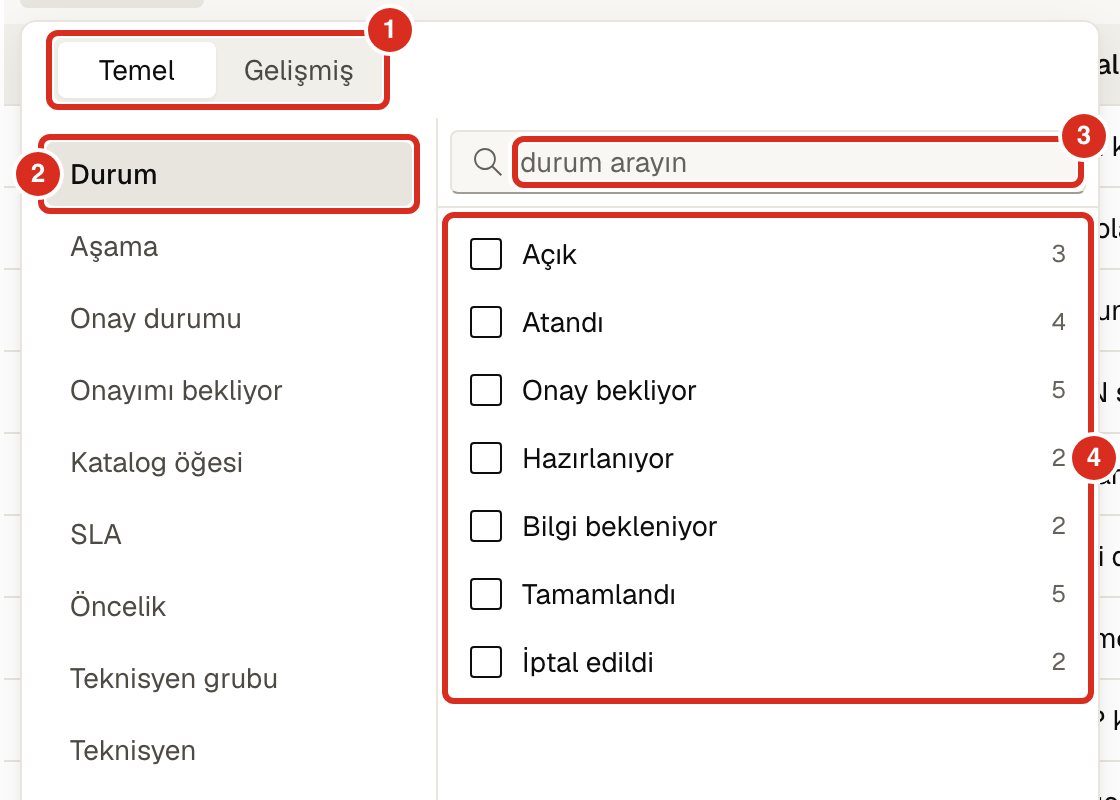 1
Temel Gelişmiş
2 Durum
Aşama
Onay durumu
Onayımı bekliyor
Katalog öğesi
SLA
Öncelik
Teknisyen grubu
Teknisyen
3
durum arayın
Açık 3
Atandı 4
Onay bekliyor 5
Hazırlanıyor 2
4
Bilgi bekleniyor 2
Tamamlandı 5
İptal edildi 2